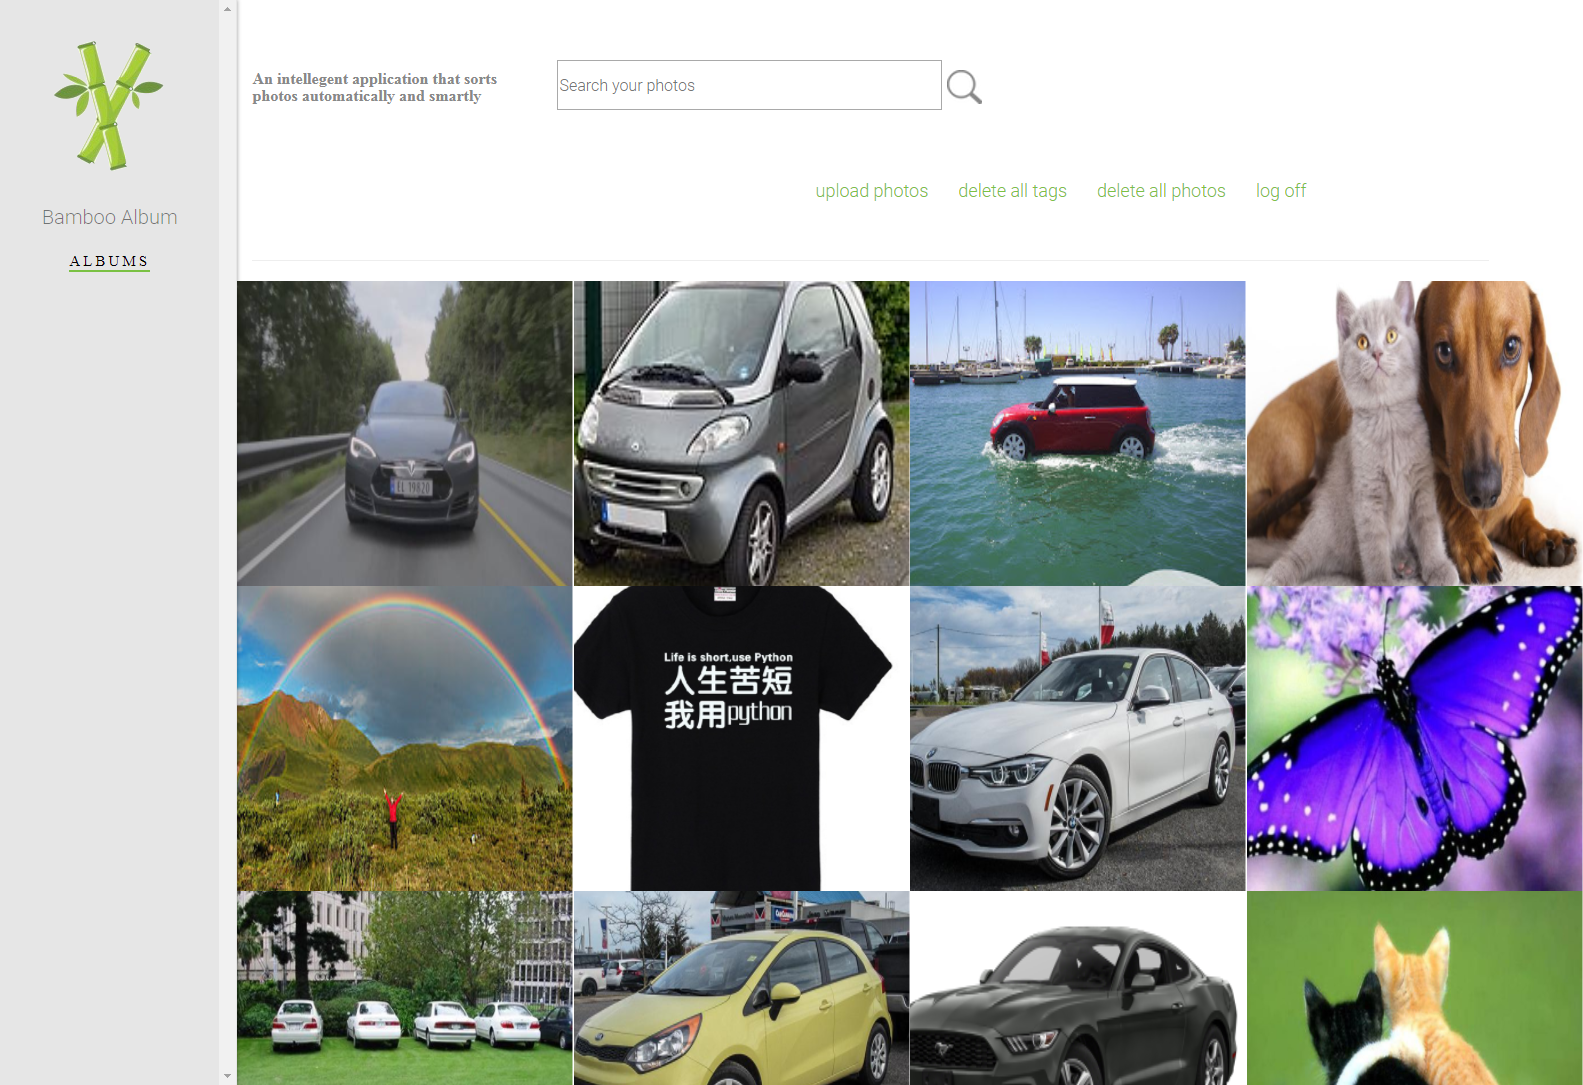 Bamboo Album
ALBUMS
An intellegent application that sorts
photos automatically and smartly
Search your photos
upload photos delete all tags delete all photos log off
EL 19820
Life is short,use Python
人生苦短
我用python